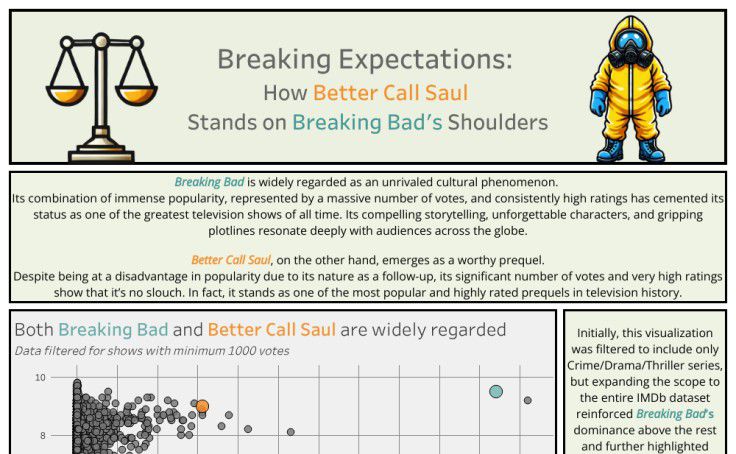 Breaking Expectations:
How Better Call Saul
Stands on Breaking Bad's Shoulders
Breaking Bad is widely regarded as an unrivaled cultural phenomenon.
Its combination of immense popularity, represented by a massive number of votes, and consistently high ratings has cemented its
status as one of the greatest television shows of all time. Its compelling storytelling, unforgettable characters, and gripping
plotlines resonate deeply with audiences across the globe.
Better Call Saul, on the other hand, emerges as a worthy prequel.
Despite being at a disadvantage in popularity due to its nature as a follow-up, its significant number of votes and very high ratings
show that it's no slouch. In fact, it stands as one of the most popular and highly rated prequels in television history.
Both Breaking Bad and Better Call Saul are widely regarded
Data filtered for shows with minimum 1000 votes
10
8
Initially, this visualization
was filtered to include only
Crime/Drama/Thriller series,
but expanding the scope to
the entire IMDb dataset
reinforced Breaking Bad's
dominance above the rest
and further highlighted